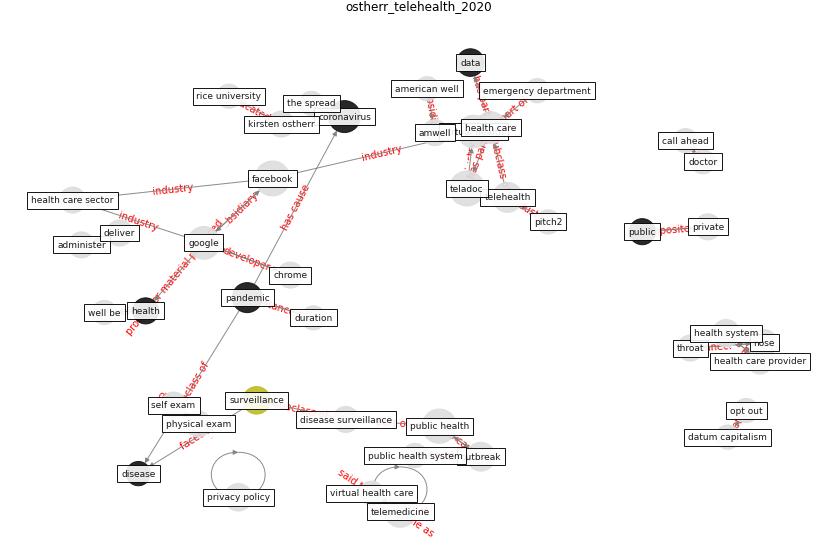 ostherr_telehealth_2020
data
american well
emergency department
rice university
the spread
coronavirus
kirsten ostherr
amwell
health care
call ahead
doctor
industry
facebook
teladoc
telehealth
industry
health care sector
has cause
industry
pitch2
deliver
administer
google
public
private
developer
chrome
pandemic
well be
health
duration
health system
nose
throat
health care provider
self exam
surveillance
opt out
physical exam
disease surveillance
public health
datum capitalism
public health system
outbreak
disease
virtual health care
privacy policy
telemedicine